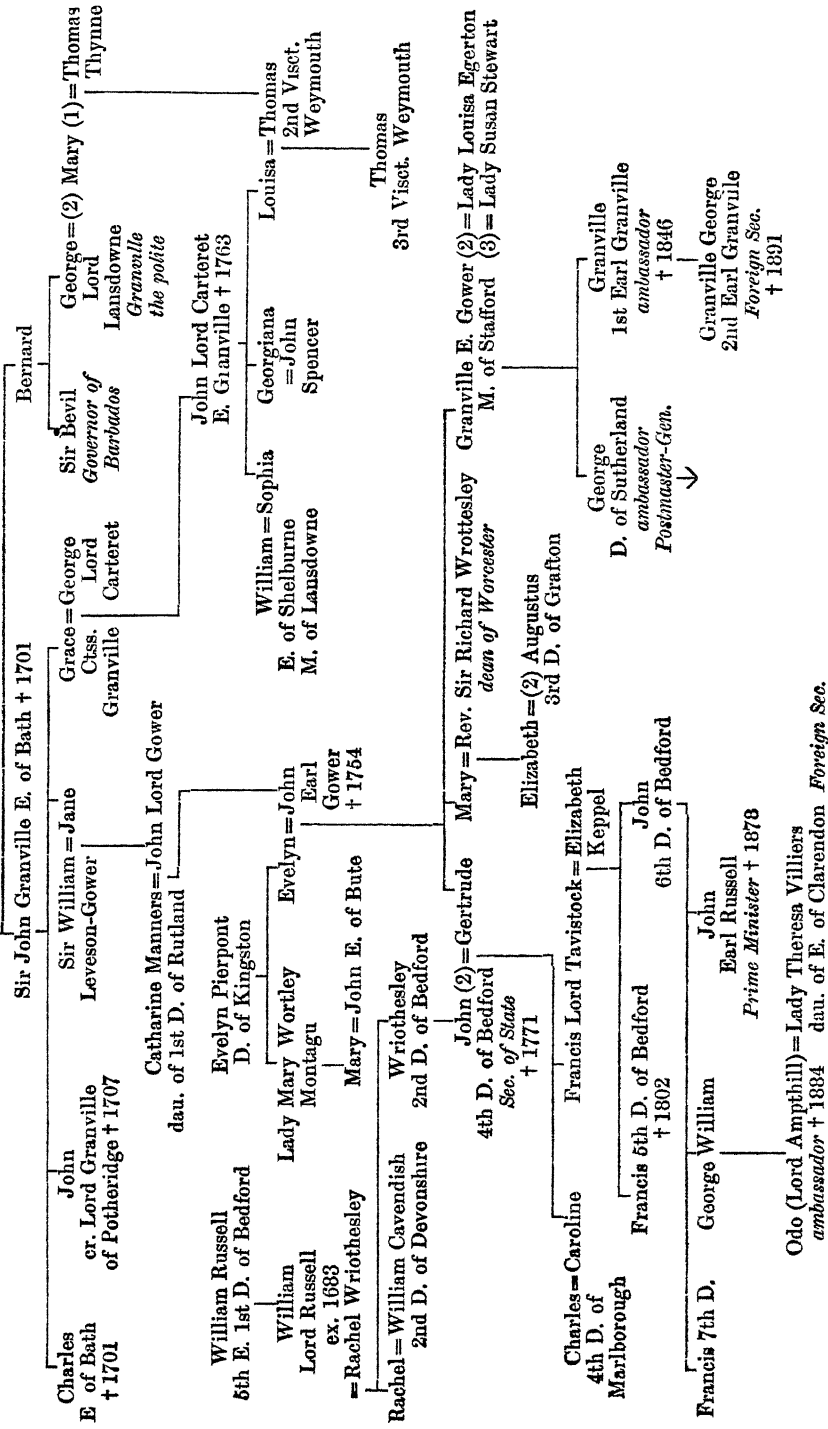 Sir John Granville E. of Bath † 1701
Bernard
Charles
E of Bath
† 1701
John
cr. Lord Granville
of Potheridge † 1707
Sir William = Jane
Leveson-Gower
Grace = George
Ctss.
Granville
Lord
Carteret
Sir Bevil
Governor of
Barbados
George = (2) Mary (1) = Thomas
Thynne
Lord
Lansdowne
Granville
the polite
Catharine Manners = John Lord Gower
dau. of 1st D. of Rutland
John Lord Carteret
E. Granville † 1763
William Russell
5th E. 1st D. of Bedford
Evelyn Pierpont
D. of Kingston
William = Sophia
E. of Shelburne
M. of Lansdowne
Georgiana
= John
Spencer
Louisa = Thomas
2nd Visct.
Weymouth
William
Lord Russell
ex. 1683
= Rachel Wriothesley
Lady Mary Wortley
Montagu
Evelyn = John
Earl
Gower
† 1754
Mary = John E. of Bute
Thomas
3rd Visct. Weymouth
Rachel = William Cavendish
2nd D. of Devonshire
Wriothesley
2nd D. of Bedford
John (2) = Gertrude
4th D. of Bedford
Sec. of State
† 1771
Mary = Rev. Sir Richard Wrottesley
dean of Worcester
Granville E. Gower (2) = Lady Louisa Egerton
M. of Stafford (3) = Lady Susan Stewart
Elizabeth = (2) Augustus
3rd D. of Grafton
Charles = Caroline
4th D. of
Marlborough
Francis Lord Tavistock = Elizabeth
Keppel
George
D. of Sutherland
ambassador
Postmaster-Gen.
Granville
1st Earl Granville
ambassador
† 1846
Francis 5th D. of Bedford
† 1802
John
6th D. of Bedford
Granville George
2nd Earl Granville
Foreign Sec.
† 1891
Francis 7th D.
George William
John
Earl Russell
Prime Minister † 1878
Odo (Lord Ampthill) = Lady Theresa Villiers
ambassador † 1884 dau. of E. of Clarendon Foreign Sec.